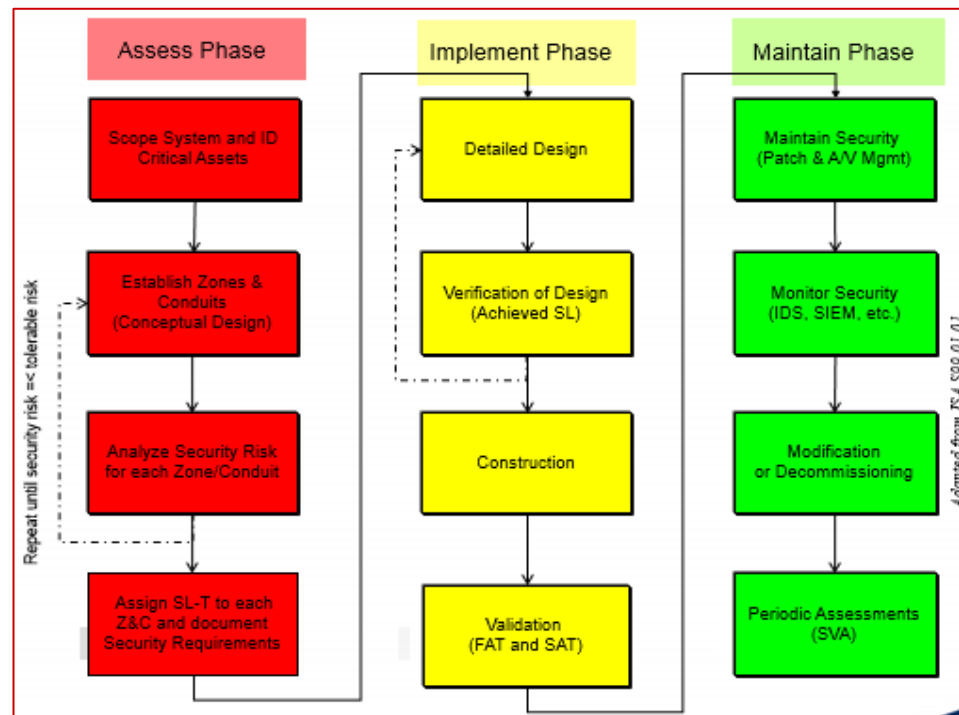 Assess Phase
Scope System and ID
Critical Assets
Establish Zones &
Conduits
(Conceptual Design)
Analyze Security Risk
for each Zone/Conduit
Assign SL-T to each
Z&C and document
Security Requirements
Repeat until security risk =< tolerable risk
Implement Phase
Detailed Design
Verification of Design
(Achieved SL)
Construction
Validation
(FAT and SAT)
Maintain Phase
Maintain Security
(Patch & A/V Mgmt)
Monitor Security
(IDS, SIEM, etc.)
Modification
or Decommissioning
Periodic Assessments
(SVA)
Adapted from ISA